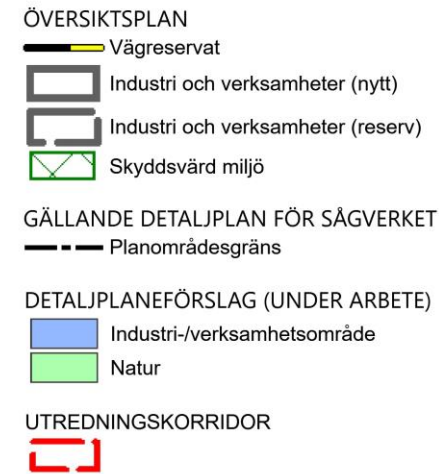 ÖVERSIKTSPLAN
Vägreservat
Industri och verksamheter (nytt)
Industri och verksamheter (reserv)
Skyddsvärd miljö
GÄLLANDE DETALJPLAN FÖR SÅGVERKET
Planområdesgräns
DETALJPLANEFÖRSLAG (UNDER ARBETE)
Industri-/verksamhetsområde
Natur
UTREDNINGSKORRIDOR